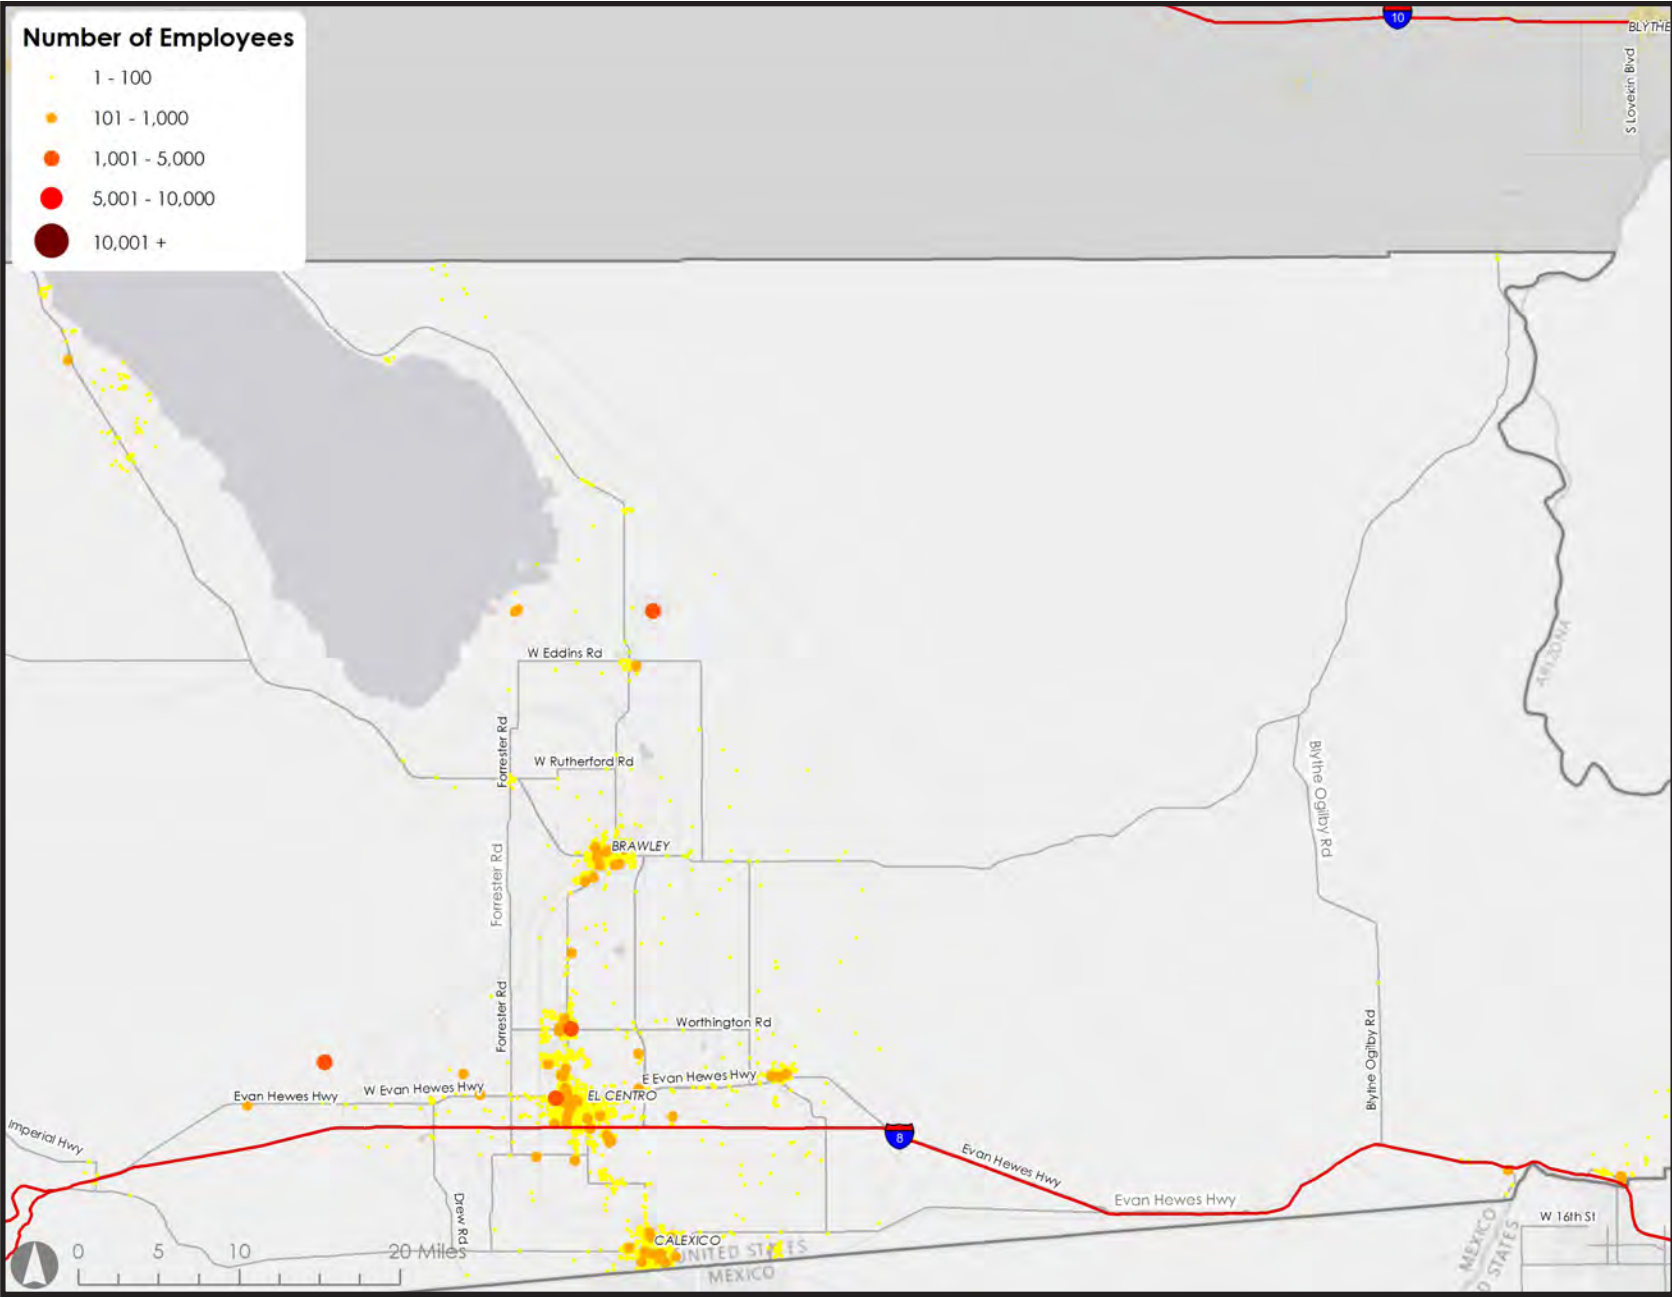 Number of Employees
1 - 100
101 - 1,000
1,001 - 5,000
5,001 - 10,000
10,001 +
10
BLYTHE
S Lovekin Blvd
W Eddins Rd
ARIZONA
Forrester Rd
W Rutherford Rd
Blythe Ogilby Rd
BRAWLEY
Forrester Rd
Forrester Rd
Worthington Rd
Blythe Ogilby Rd
E Evan Hewes Hwy
W Evan Hewes Hwy
Evan Hewes Hwy
EL CENTRO
Imperial Hwy
8
Evan Hewes Hwy
Evan Hewes Hwy
Drew Rd
W 16th St
CALEXICO
UNITED STATES
MEXICO
MEXICO
D STATES
0 5 10 20 Miles